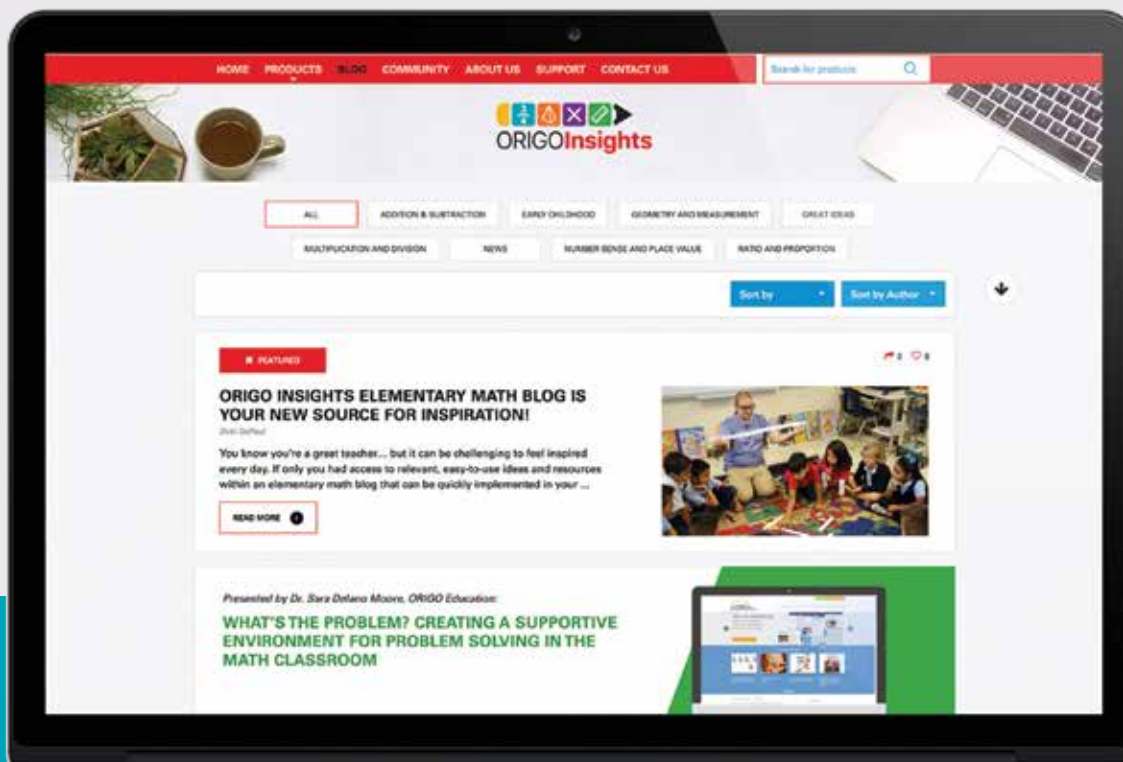 HOME PRODUCTS BLOG COMMUNITY ABOUT US SUPPORT CONTACT US Search for products
ORIGOInsights
ALL ADDITION & SUBTRACTION EARLY CHILDHOOD GEOMETRY AND MEASUREMENT GREAT IDEAS
MULTIPLICATION AND DIVISION NEWS NUMBER SENSE AND PLACE VALUE RATIO AND PROPORTION
Sort by Sort by Author
FEATURED
ORIGO INSIGHTS ELEMENTARY MATH BLOG IS
YOUR NEW SOURCE FOR INSPIRATION!
You know you're a great teacher... but it can be challenging to feel inspired
every day. If only you had access to relevant, easy-to-use ideas and resources
within an elementary math blog that can be quickly implemented in your ...
READ MORE
Presented by Dr. Sara Delano Moore, ORIGO Education:
WHAT'S THE PROBLEM? CREATING A SUPPORTIVE
ENVIRONMENT FOR PROBLEM SOLVING IN THE
MATH CLASSROOM